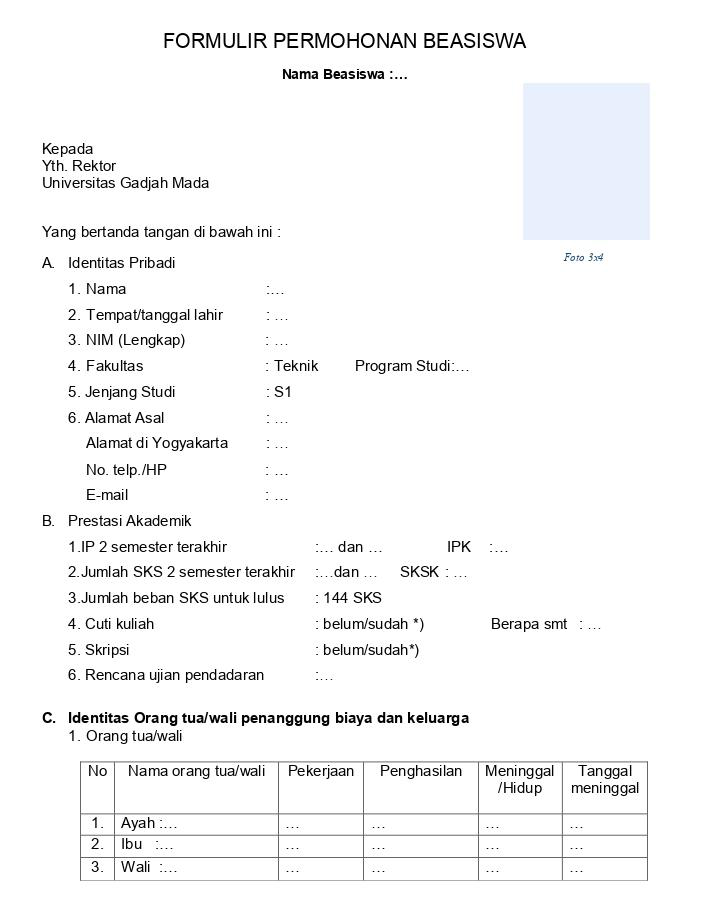 FORMULIR PERMOHONAN BEASISWA
Nama Beasiswa :…
Kepada
Yth. Rektor
Universitas Gadjah Mada
Yang bertanda tangan di bawah ini :
Foto 3x4
A. Identitas Pribadi
1. Nama :…
2. Tempat/tanggal lahir : …
3. NIM (Lengkap) : …
4. Fakultas : Teknik Program Studi:…
5. Jenjang Studi : S1
6. Alamat Asal : …
Alamat di Yogyakarta : …
No. telp./HP : …
E-mail : …
B. Prestasi Akademik
1.IP 2 semester terakhir :… dan … IPK :…
2.Jumlah SKS 2 semester terakhir :…dan … SKSK : …
3.Jumlah beban SKS untuk lulus : 144 SKS
4. Cuti kuliah : belum/sudah *) Berapa smt : …
5. Skripsi : belum/sudah*)
6. Rencana ujian pendadaran :…
C. Identitas Orang tua/wali penanggung biaya dan keluarga
1. Orang tua/wali
No Nama orang tua/wali Pekerjaan Penghasilan Meninggal /Hidup Tanggal meninggal
1. Ayah :… … … … …
2. Ibu :… … … … …
3. Wali :… … … … …